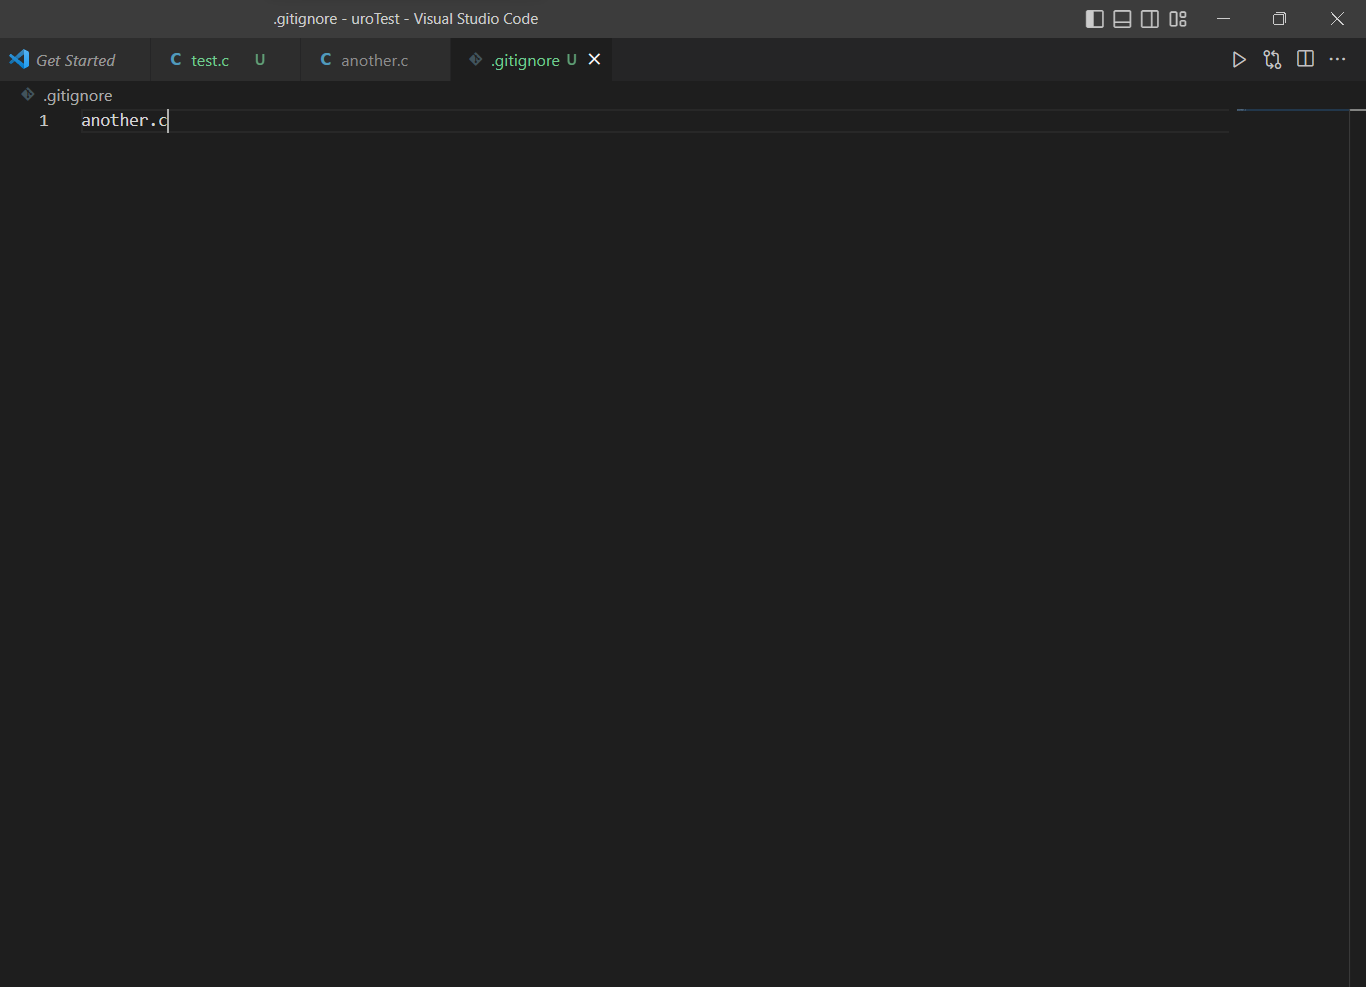 .gitignore - uroTest - Visual Studio Code
Get Started
C test.c U
C another.c
.gitignore U
.gitignore
1 another.c